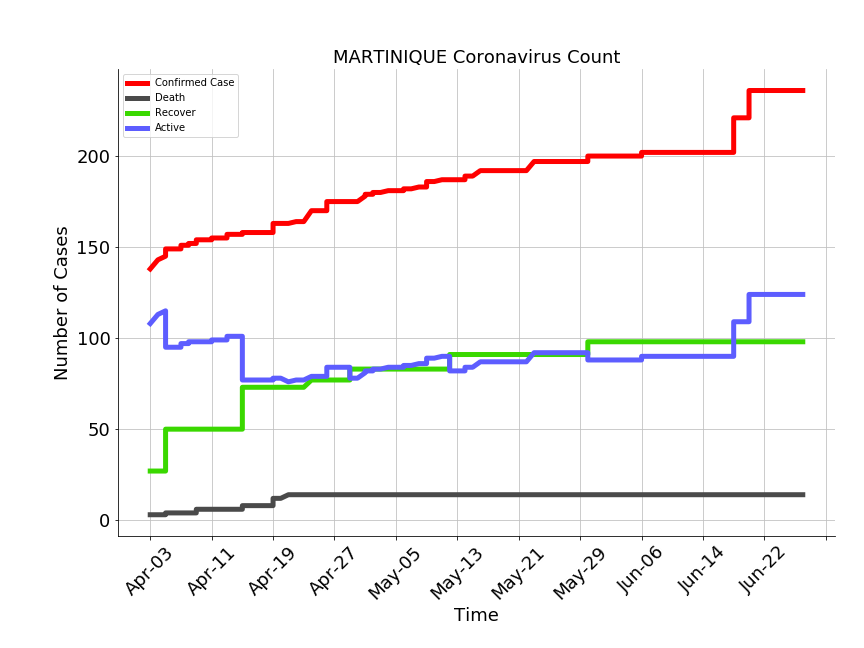 MARTINIQUE Coronavirus Count
Confirmed Case
Death
Recover
Active
Number of Cases
200
150
100
50
0
Apr-03
Apr-11
Apr-19
Apr-27
May-05
May-13
May-21
May-29
Jun-06
Jun-14
Jun-22
Time